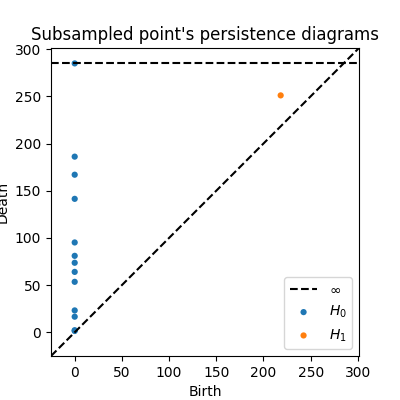 Subsampled point's persistence diagrams
300
250
200
150
100
50
0
Death
∞
H₀
H₁
0 50 100 150 200 250 300
Birth